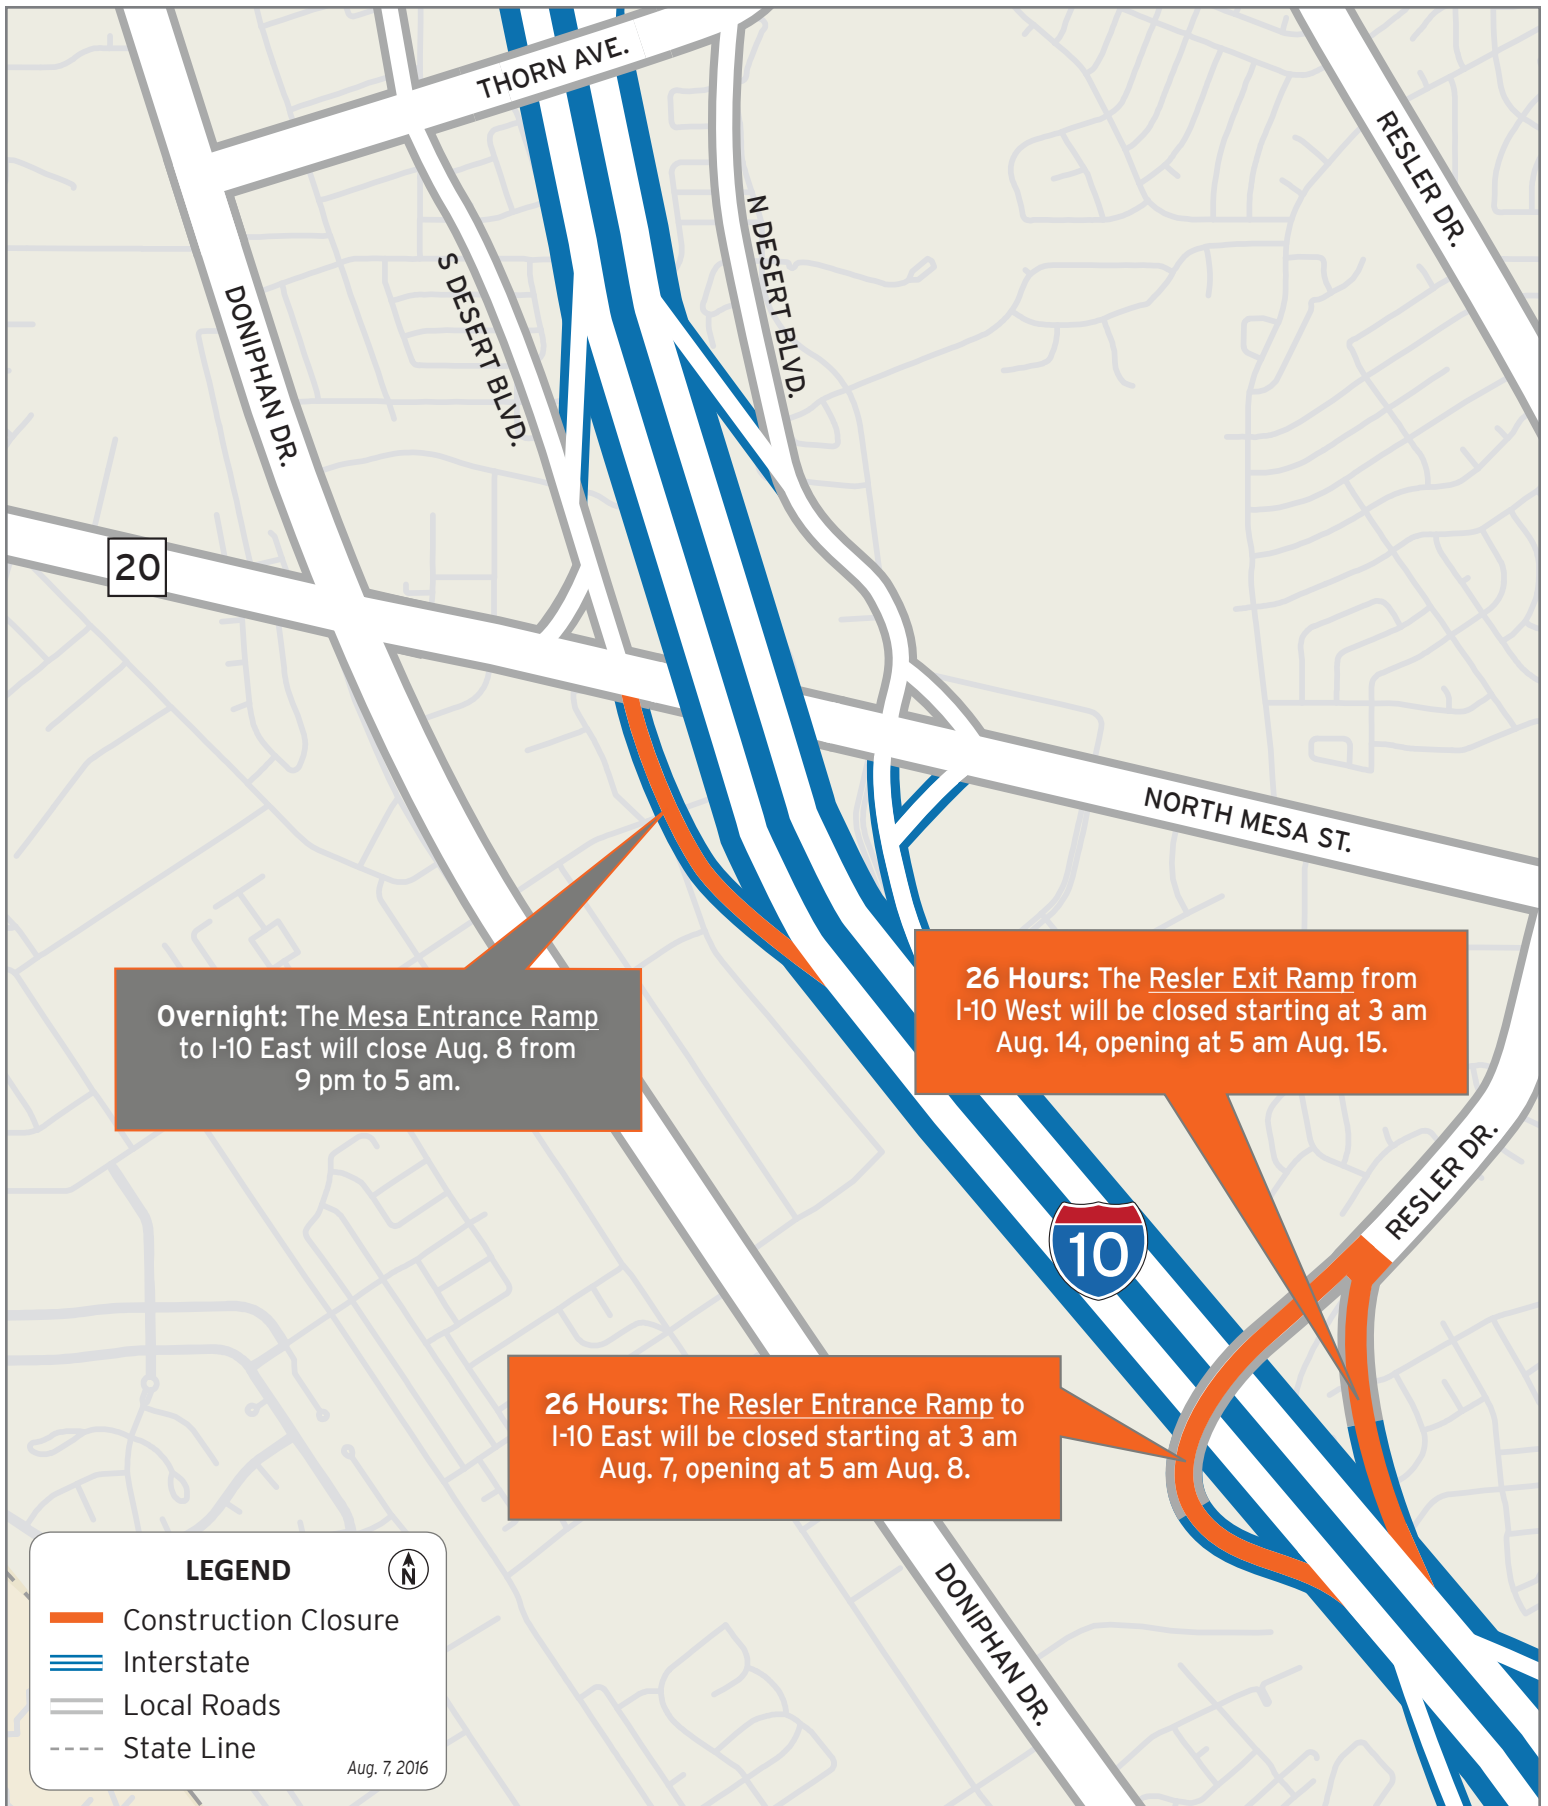 THORN AVE.
RESLER DR.
N DESERT BLVD.
S DESERT BLVD.
DONIPHAN DR.
20
NORTH MESA ST.
Overnight: The Mesa Entrance Ramp
to I-10 East will close Aug. 8 from
9 pm to 5 am.
26 Hours: The Resler Exit Ramp from
I-10 West will be closed starting at 3 am
Aug. 14, opening at 5 am Aug. 15.
RESLER DR.
10
26 Hours: The Resler Entrance Ramp to
I-10 East will be closed starting at 3 am
Aug. 7, opening at 5 am Aug. 8.
DONIPHAN DR.
LEGEND
N
Construction Closure
Interstate
Local Roads
State Line
Aug. 7, 2016